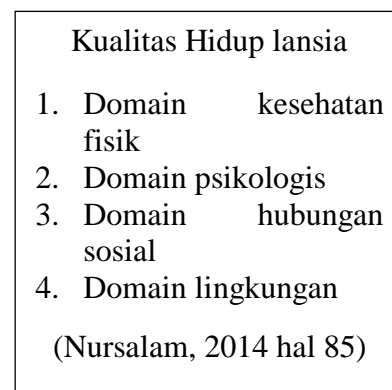 Kualitas Hidup lansia
1. Domain kesehatan
fisik
2. Domain psikologis
3. Domain hubungan
sosial
4. Domain lingkungan
(Nursalam, 2014 hal 85)